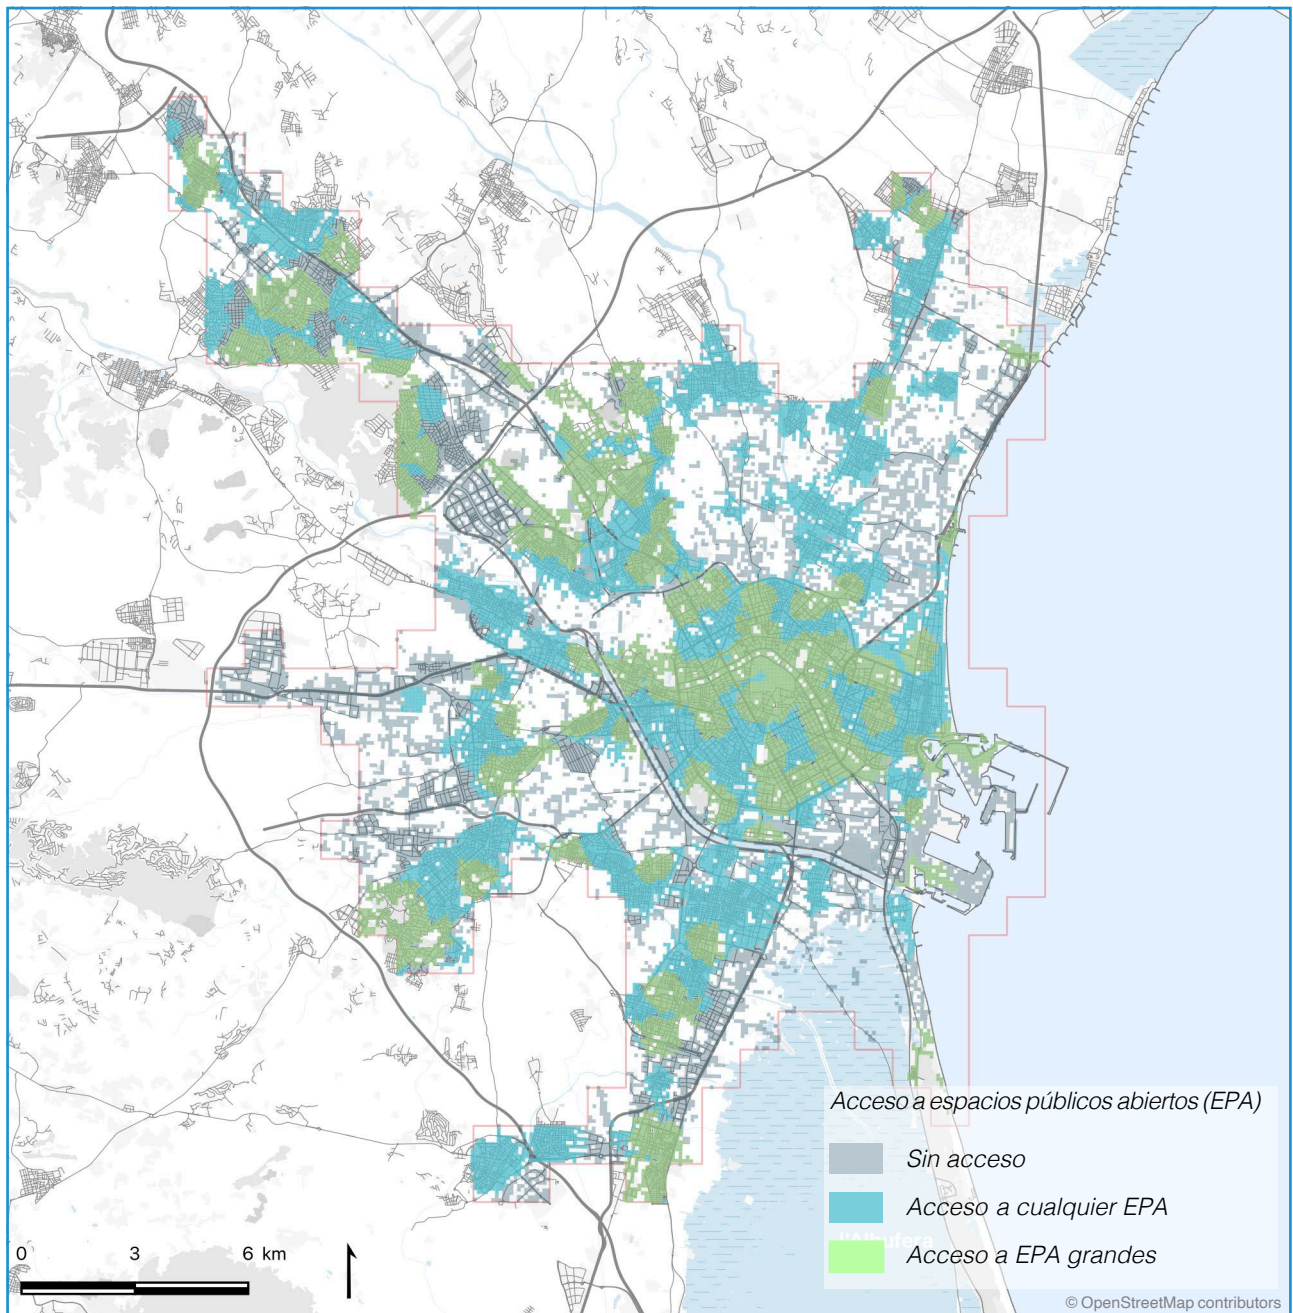 Acceso a espacios públicos abiertos (EPA)
Sin acceso
Acceso a cualquier EPA
l'Albufera
Acceso a EPA grandes
0 3 6 km
© OpenStreetMap contributors